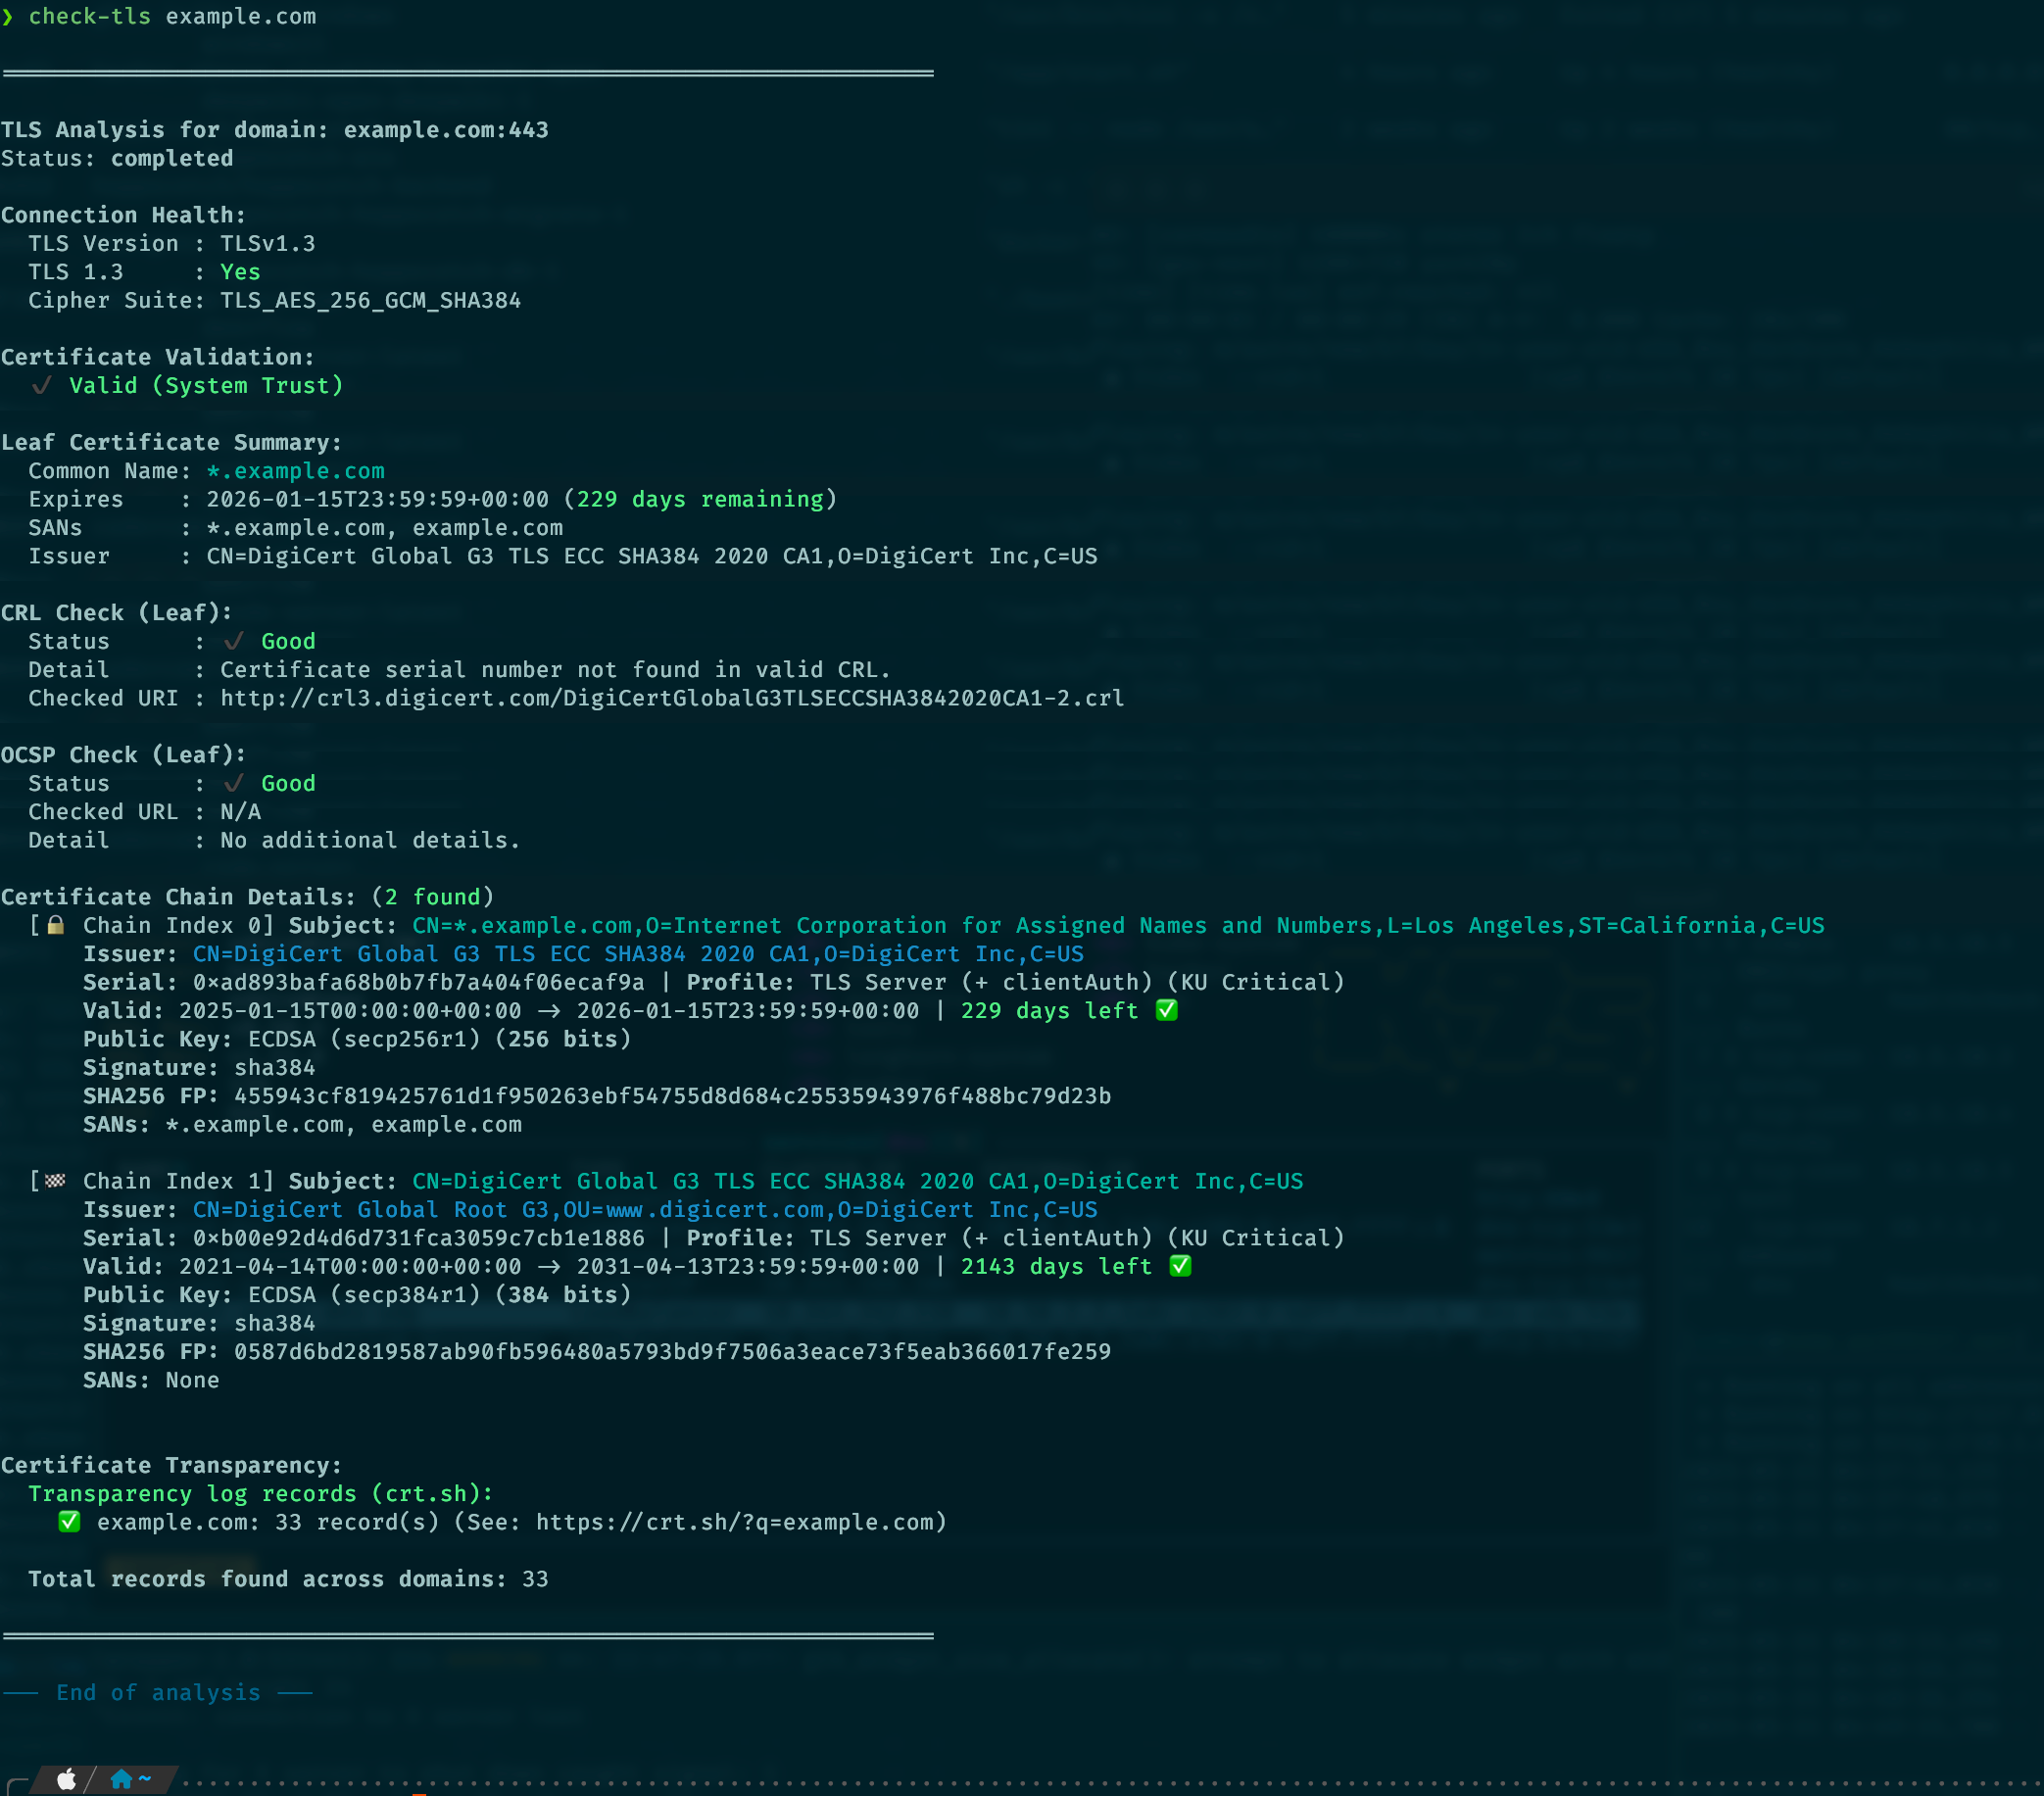 ❯ check-tls example.com
TLS Analysis for domain: example.com:443
Status: completed
Connection Health:
TLS Version : TLSv1.3
TLS 1.3     : Yes
Cipher Suite: TLS_AES_256_GCM_SHA384
Certificate Validation:
✓ Valid (System Trust)
Leaf Certificate Summary:
Common Name: *.example.com
Expires    : 2026-01-15T23:59:59+00:00 (229 days remaining)
SANs       : *.example.com, example.com
Issuer     : CN=DigiCert Global G3 TLS ECC SHA384 2020 CA1,O=DigiCert Inc,C=US
CRL Check (Leaf):
Status      : ✓ Good
Detail      : Certificate serial number not found in valid CRL.
Checked URI : http://crl3.digicert.com/DigiCertGlobalG3TLSECCSHA3842020CA1-2.crl
OCSP Check (Leaf):
Status      : ✓ Good
Checked URL : N/A
Detail      : No additional details.
Certificate Chain Details: (2 found)
[🔒 Chain Index 0] Subject: CN=*.example.com,O=Internet Corporation for Assigned Names and Numbers,L=Los Angeles,ST=California,C=US
Issuer: CN=DigiCert Global G3 TLS ECC SHA384 2020 CA1,O=DigiCert Inc,C=US
Serial: 0xad893bafa68b0b7fb7a404f06ecaf9a | Profile: TLS Server (+ clientAuth) (KU Critical)
Valid: 2025-01-15T00:00:00+00:00 → 2026-01-15T23:59:59+00:00 | 229 days left ✅
Public Key: ECDSA (secp256r1) (256 bits)
Signature: sha384
SHA256 FP: 455943cf819425761d1f950263ebf54755d8d684c25535943976f488bc79d23b
SANs: *.example.com, example.com
[🏁 Chain Index 1] Subject: CN=DigiCert Global G3 TLS ECC SHA384 2020 CA1,O=DigiCert Inc,C=US
Issuer: CN=DigiCert Global Root G3,OU=www.digicert.com,O=DigiCert Inc,C=US
Serial: 0xb00e92d4d6d731fca3059c7cb1e1886 | Profile: TLS Server (+ clientAuth) (KU Critical)
Valid: 2021-04-14T00:00:00+00:00 → 2031-04-13T23:59:59+00:00 | 2143 days left ✅
Public Key: ECDSA (secp384r1) (384 bits)
Signature: sha384
SHA256 FP: 0587d6bd2819587ab90fb596480a5793bd9f7506a3eace73f5eab366017fe259
SANs: None
Certificate Transparency:
Transparency log records (crt.sh):
✅ example.com: 33 record(s) (See: https://crt.sh/?q=example.com)
Total records found across domains: 33
── End of analysis ──
~